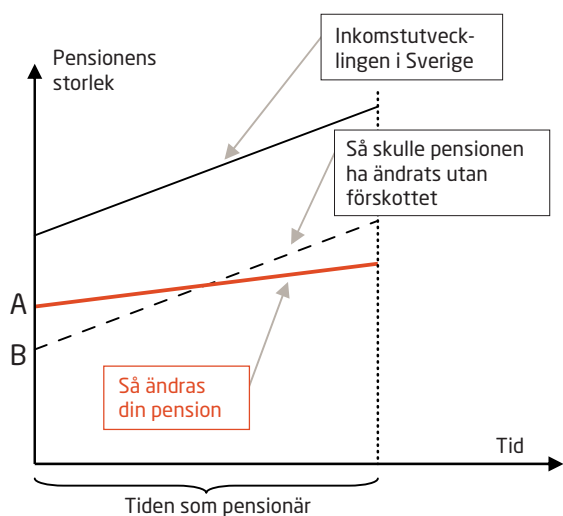 Pensionens
storlek
Inkomstutveck-
lingen i Sverige
Så skulle pensionen
ha ändrats utan
förskottet
A
B
Så ändras
din pension
Tid
Tiden som pensionär